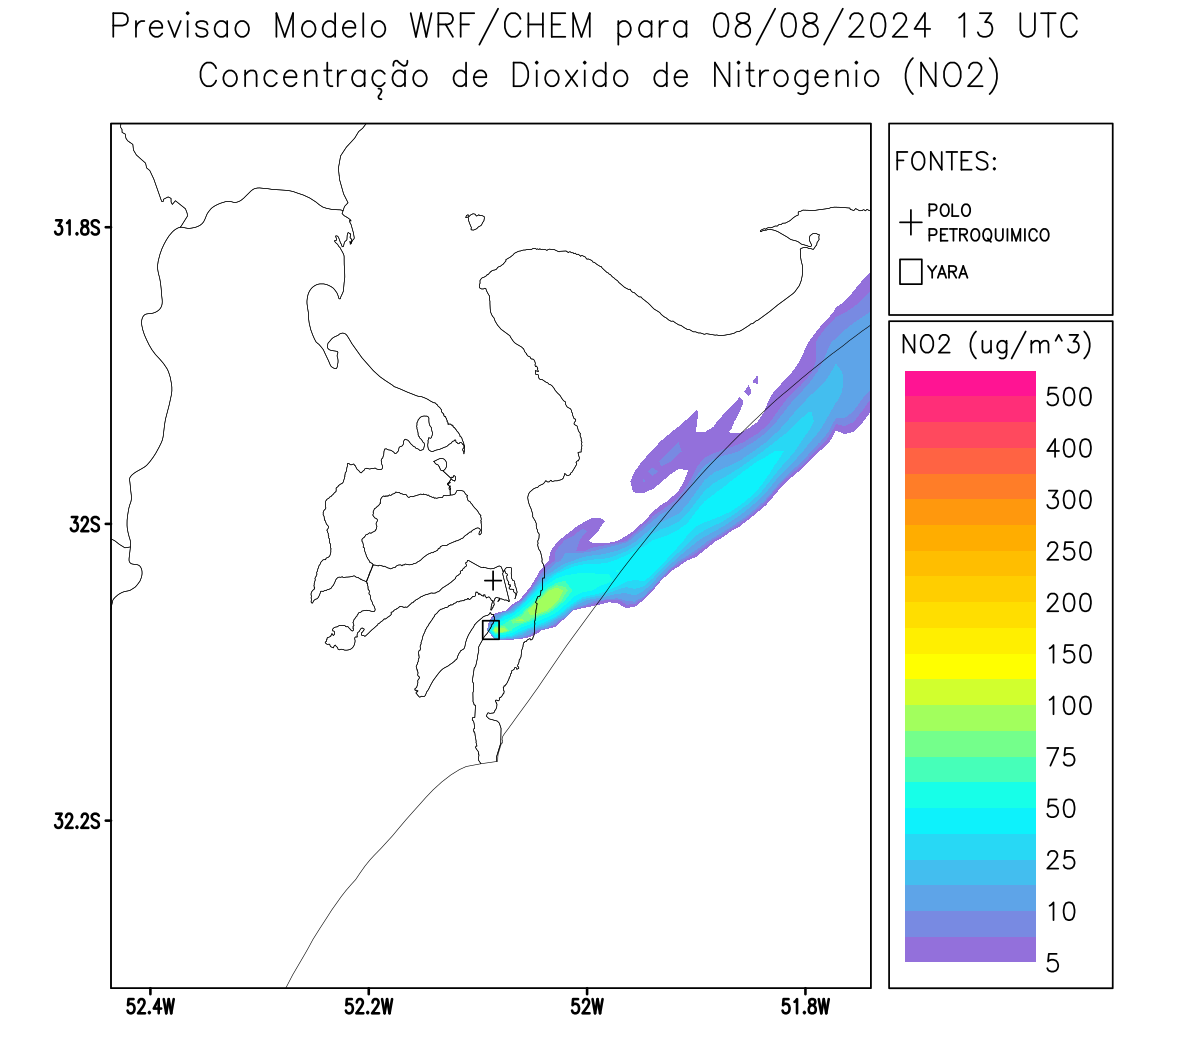 Previsao Modelo WRF/CHEM para 08/08/2024 13 UTC
Concentração de Dioxido de Nitrogenio (NO2)
FONTES:
POLO
PETROQUIMICO
YARA
NO2 (ug/m^3)
500
400
300
250
200
150
100
75
50
25
10
5
31.8S
32S
32.2S
52.4W
52.2W
52W
51.8W